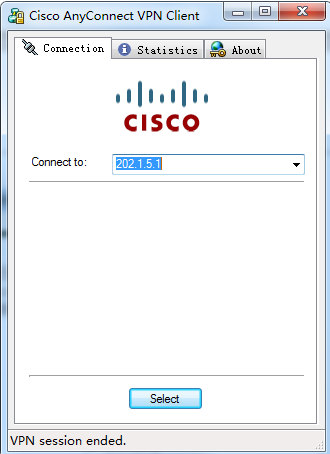 Cisco AnyConnect VPN Client
Connection Statistics About
CISCO
Connect to: 202.1.5.1
Select
VPN session ended.